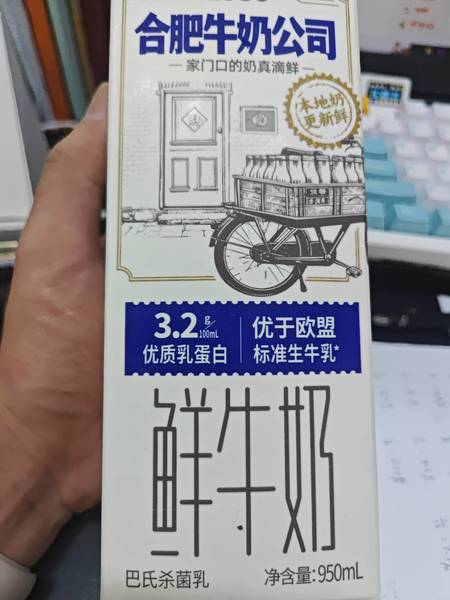 合肥牛奶公司
家门口的奶真滴鲜
本地奶
更新鲜
3.2g/100mL
优质乳蛋白
优于欧盟
标准生牛乳*
鲜牛奶
巴氏杀菌乳
净含量:950mL